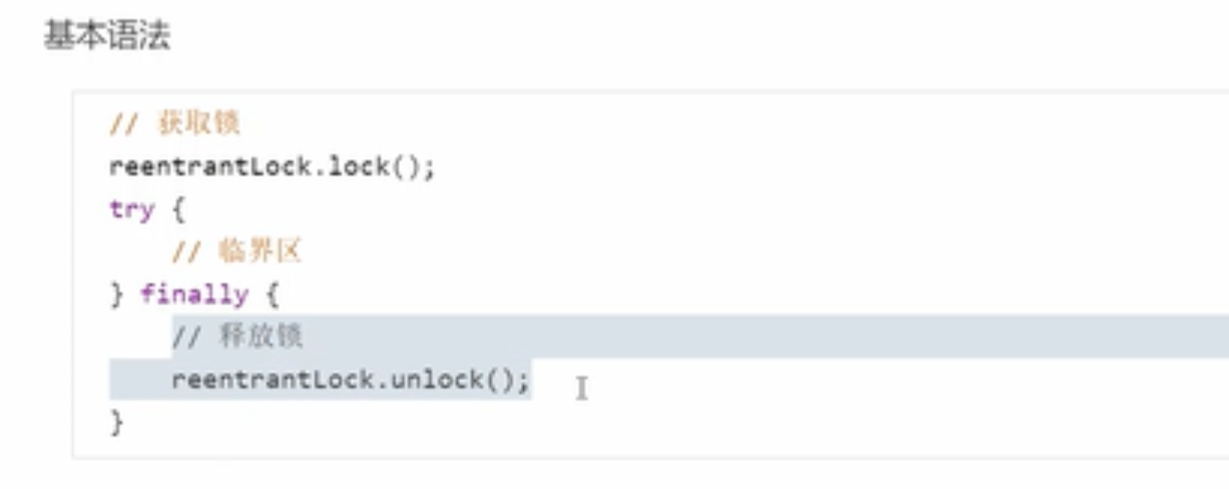 基本语法
// 获取锁
reentrantLock.lock();
try {
    // 临界区
} finally {
    // 释放锁
    reentrantLock.unlock();
}